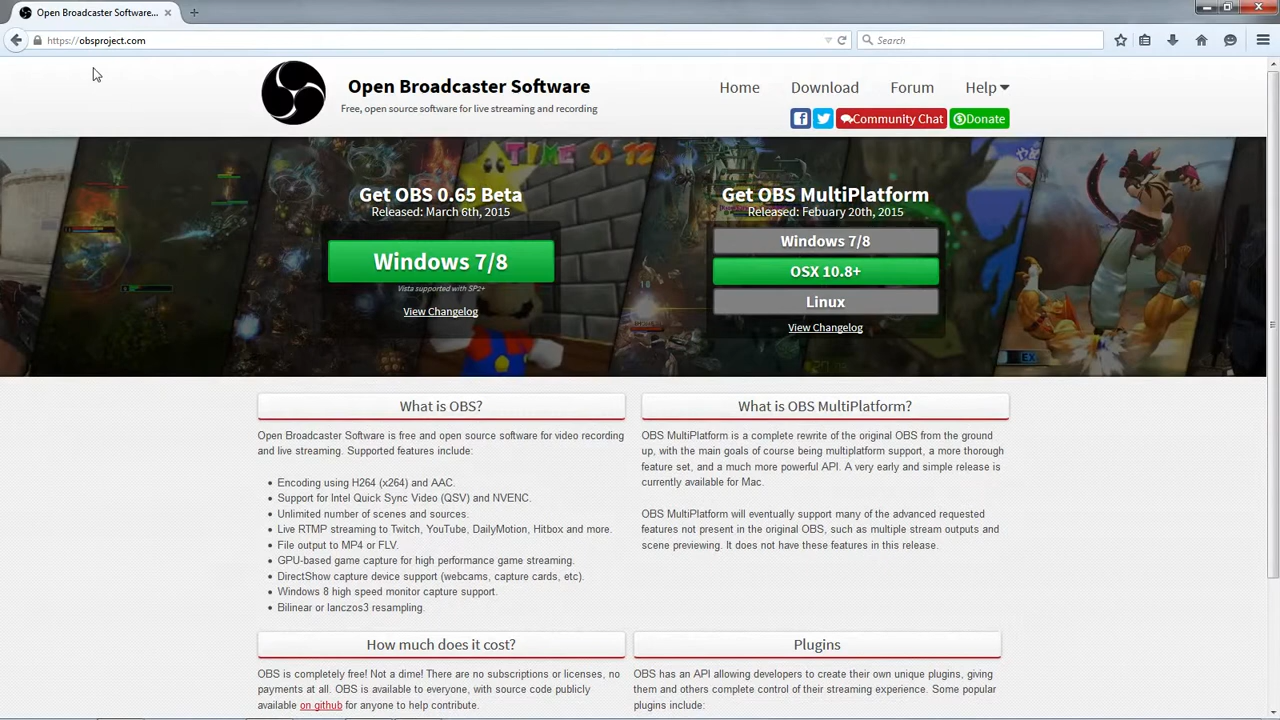 Open Broadcaster Software...
https://obsproject.com
Search
Open Broadcaster Software
Free, open source software for live streaming and recording
Home
Download
Forum
Help
Community Chat
Donate
TIME 0 12
Get OBS 0.65 Beta
Released: March 6th, 2015
Windows 7/8
Vista supported with SP2+
View Changelog
Get OBS MultiPlatform
Released: Febuary 20th, 2015
Windows 7/8
OSX 10.8+
Linux
View Changelog
What is OBS?
Open Broadcaster Software is free and open source software for video recording
and live streaming. Supported features include:
Encoding using H264 (x264) and AAC.
Support for Intel Quick Sync Video (QSV) and NVENC.
Unlimited number of scenes and sources.
Live RTMP streaming to Twitch, YouTube, DailyMotion, Hitbox and more.
File output to MP4 or FLV.
GPU-based game capture for high performance game streaming.
DirectShow capture device support (webcams, capture cards, etc).
Windows 8 high speed monitor capture support.
Bilinear or lanczos3 resampling.
What is OBS MultiPlatform?
OBS MultiPlatform is a complete rewrite of the original OBS from the ground
up, with the main goals of course being multiplatform support, a more thorough
feature set, and a much more powerful API. A very early and simple release is
currently available for Mac.
OBS MultiPlatform will eventually support many of the advanced requested
features not present in the original OBS, such as multiple stream outputs and
scene previewing. It does not have these features in this release.
How much does it cost?
OBS is completely free! Not a dime! There are no subscriptions or licenses, no
payments at all. OBS is available to everyone, with source code publicly
available on github for anyone to help contribute.
Plugins
OBS has an API allowing developers to create their own unique plugins, giving
them and others complete control of their streaming experience. Some popular
plugins include: